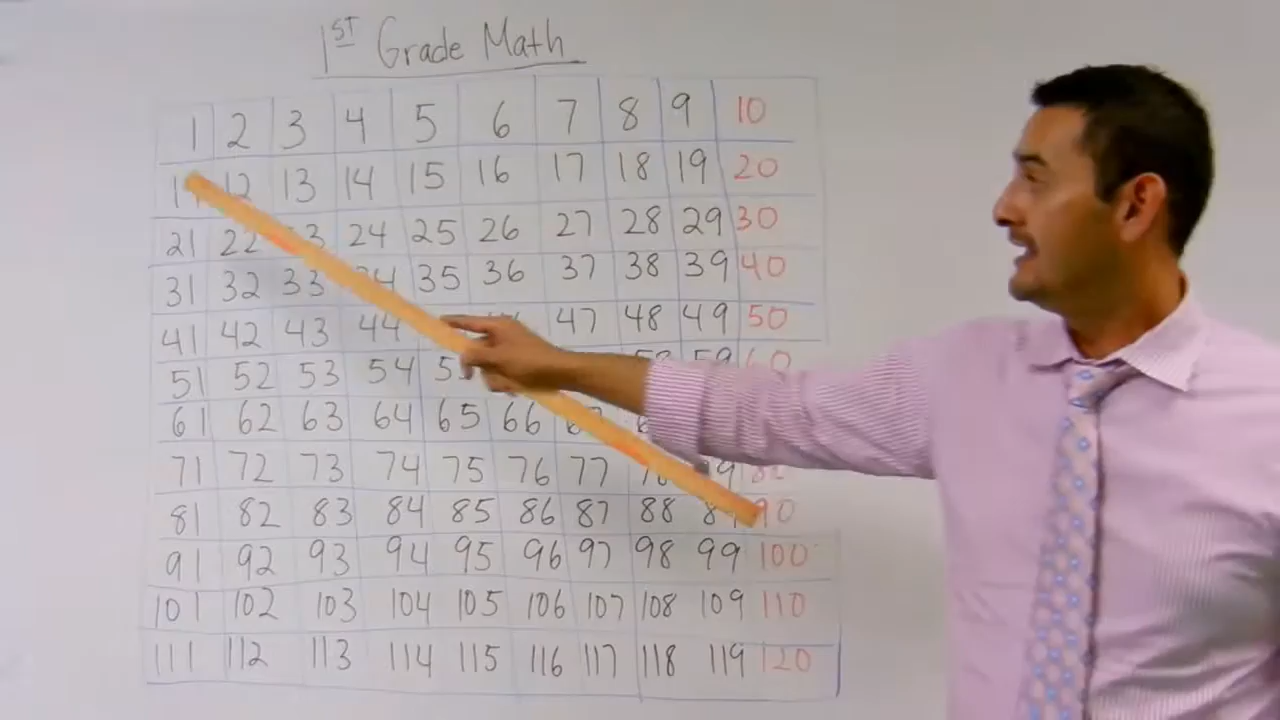 1ST Grade Math
1 2 3 4 5 6 7 8 9 10
12 13 14 15 16 17 18 19 20
21 22 24 25 26 27 28 29 30
31 32 33 35 36 37 38 39 40
41 42 43 44 47 48 49 50
51 52 53 54 59 60
61 62 63 64 65 66
71 72 73 74 75 76 77
81 82 83 84 85 86 87 88 90
91 92 93 94 95 96 97 98 99 100
101 102 103 104 105 106 107 108 109 110
111 112 113 114 115 116 117 118 119 120